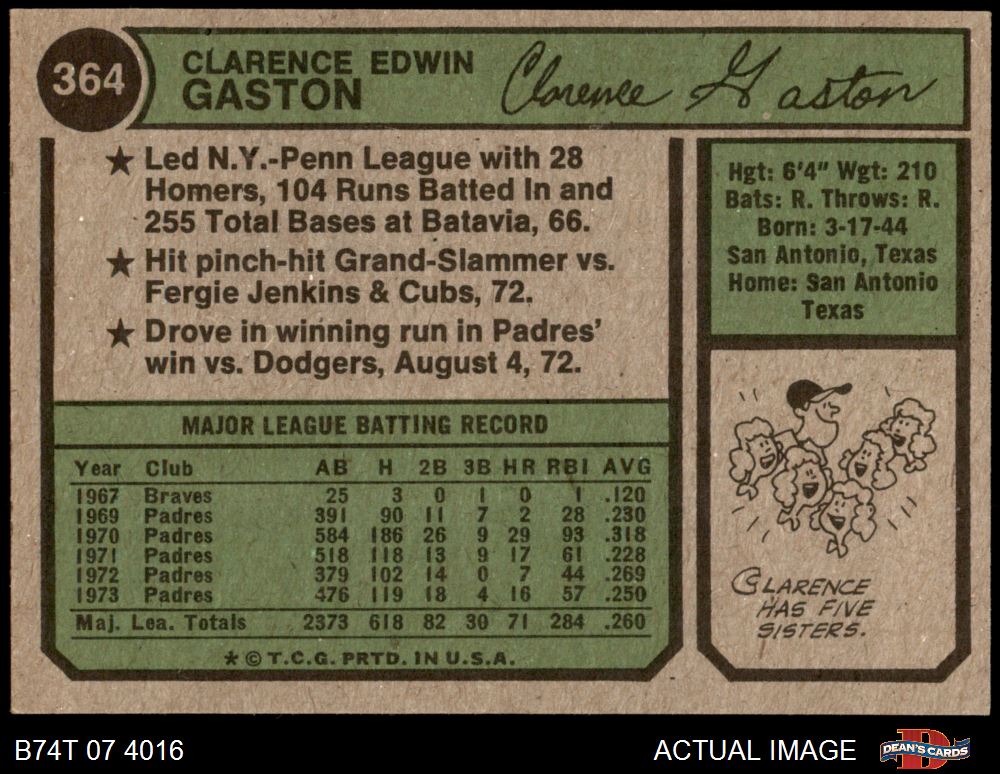 364
CLARENCE EDWIN
GASTON
Clarence Gaston
★ Led N.Y.-Penn League with 28
Homers, 104 Runs Batted In and
255 Total Bases at Batavia, 66.
★ Hit pinch-hit Grand-Slammer vs.
Fergie Jenkins & Cubs, 72.
★ Drove in winning run in Padres'
win vs. Dodgers, August 4, 72.
Hgt: 6'4" Wgt: 210
Bats: R. Throws: R.
Born: 3-17-44
San Antonio, Texas
Home: San Antonio
Texas
MAJOR LEAGUE BATTING RECORD
Year Club AB H 2B 3B HR RBI AVG
1967 Braves 25 3 0 1 0 1 .120
1969 Padres 391 90 11 7 2 28 .230
1970 Padres 584 186 26 9 29 93 .318
1971 Padres 518 118 13 9 17 61 .228
1972 Padres 379 102 14 0 7 44 .269
1973 Padres 476 119 18 4 16 57 .250
Maj. Lea. Totals 2373 618 82 30 71 284 .260
★ © T.C.G. PRTD. IN U.S.A.
CLARENCE
HAS FIVE
SISTERS.
B74T 07 4016
ACTUAL IMAGE
DEAN'S CARDS